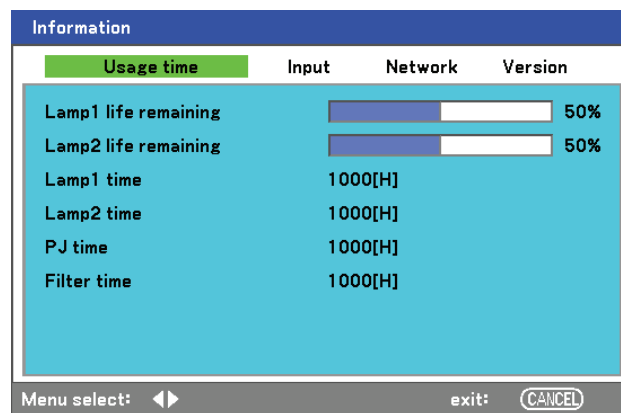 Information
Usage time Input Network Version
Lamp1 life remaining 50%
Lamp2 life remaining 50%
Lamp1 time 1000[H]
Lamp2 time 1000[H]
PJ time 1000[H]
Filter time 1000[H]
Menu select: exit: CANCEL